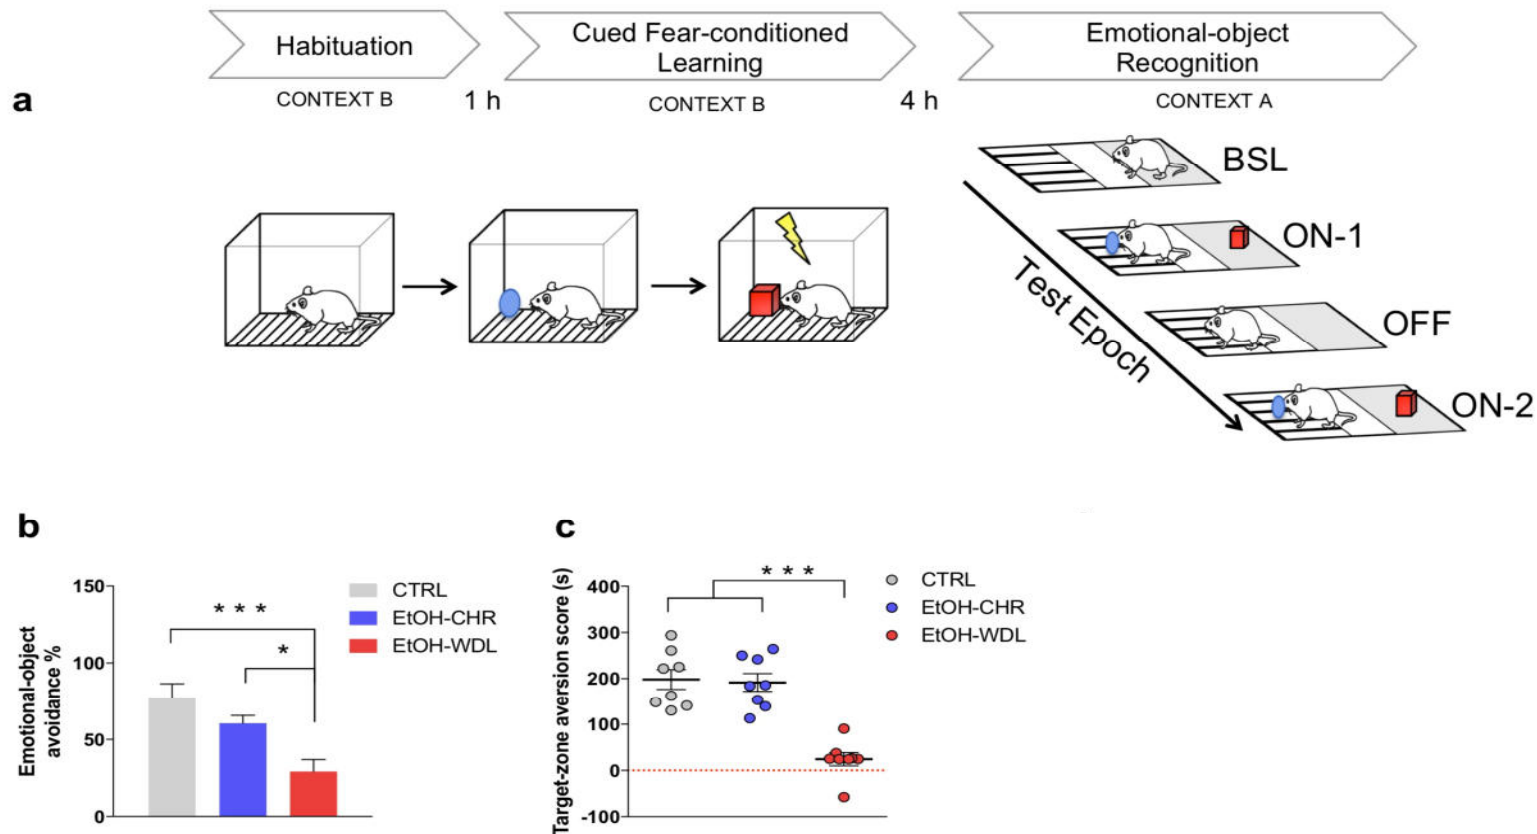 Habituation
Cued Fear-conditioned
Learning
Emotional-object
Recognition
a
CONTEXT B
1 h
CONTEXT B
4 h
CONTEXT A
BSL
ON-1
OFF
ON-2
Test Epoch
b
Emotional-object
avoidance %
150
100
50
0
* * *
*
CTRL
EtOH-CHR
EtOH-WDL
c
Target-zone aversion score (s)
400
300
200
100
0
-100
* * *
CTRL
EtOH-CHR
EtOH-WDL